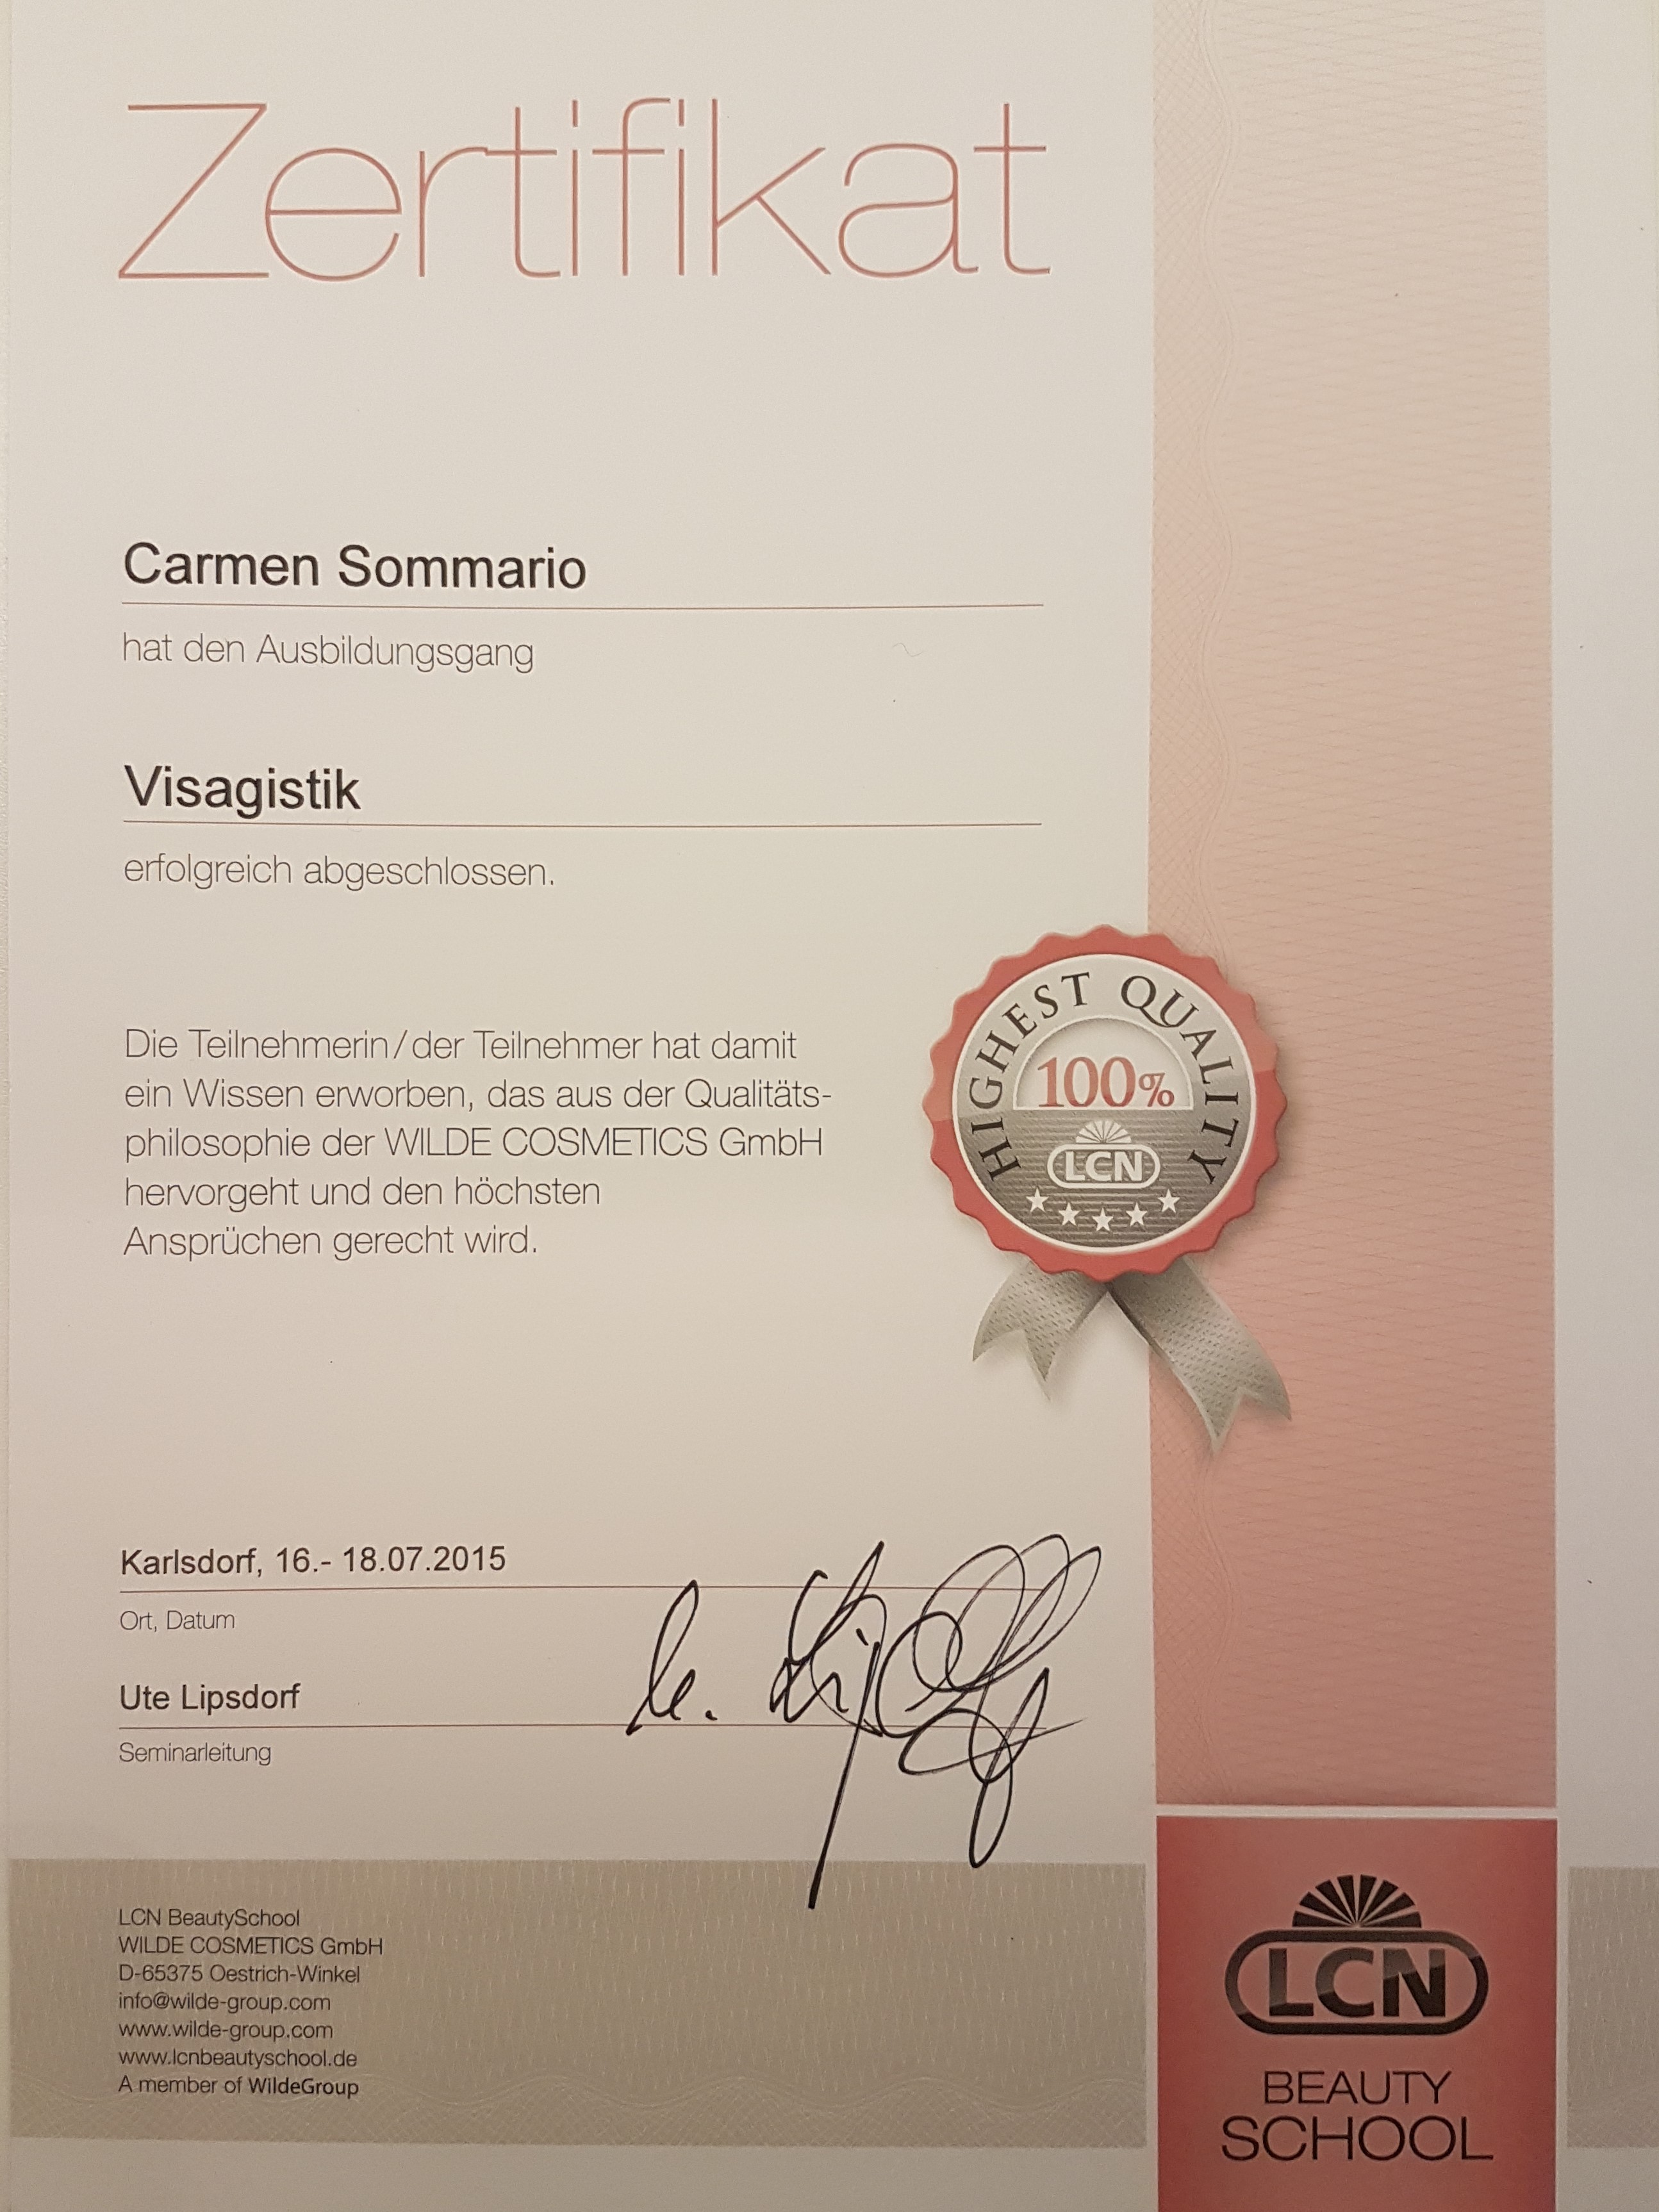 Zertifikat
Carmen Sommario
hat den Ausbildungsgang
Visagistik
erfolgreich abgeschlossen.
Die Teilnehmerin/der Teilnehmer hat damit
ein Wissen erworben, das aus der Qualitäts-
philosophie der WILDE COSMETICS GmbH
hervorgeht und den höchsten
Ansprüchen gerecht wird.
HIGHEST QUALITY
100%
LCN
Karlsdorf, 16.- 18.07.2015
Ort, Datum
Ute Lipsdorf
Seminarleitung
LCN BeautySchool
WILDE COSMETICS GmbH
D-65375 Oestrich-Winkel
info@wilde-group.com
www.wilde-group.com
www.lcnbeautyschool.de
A member of WildeGroup
LCN
BEAUTY
SCHOOL